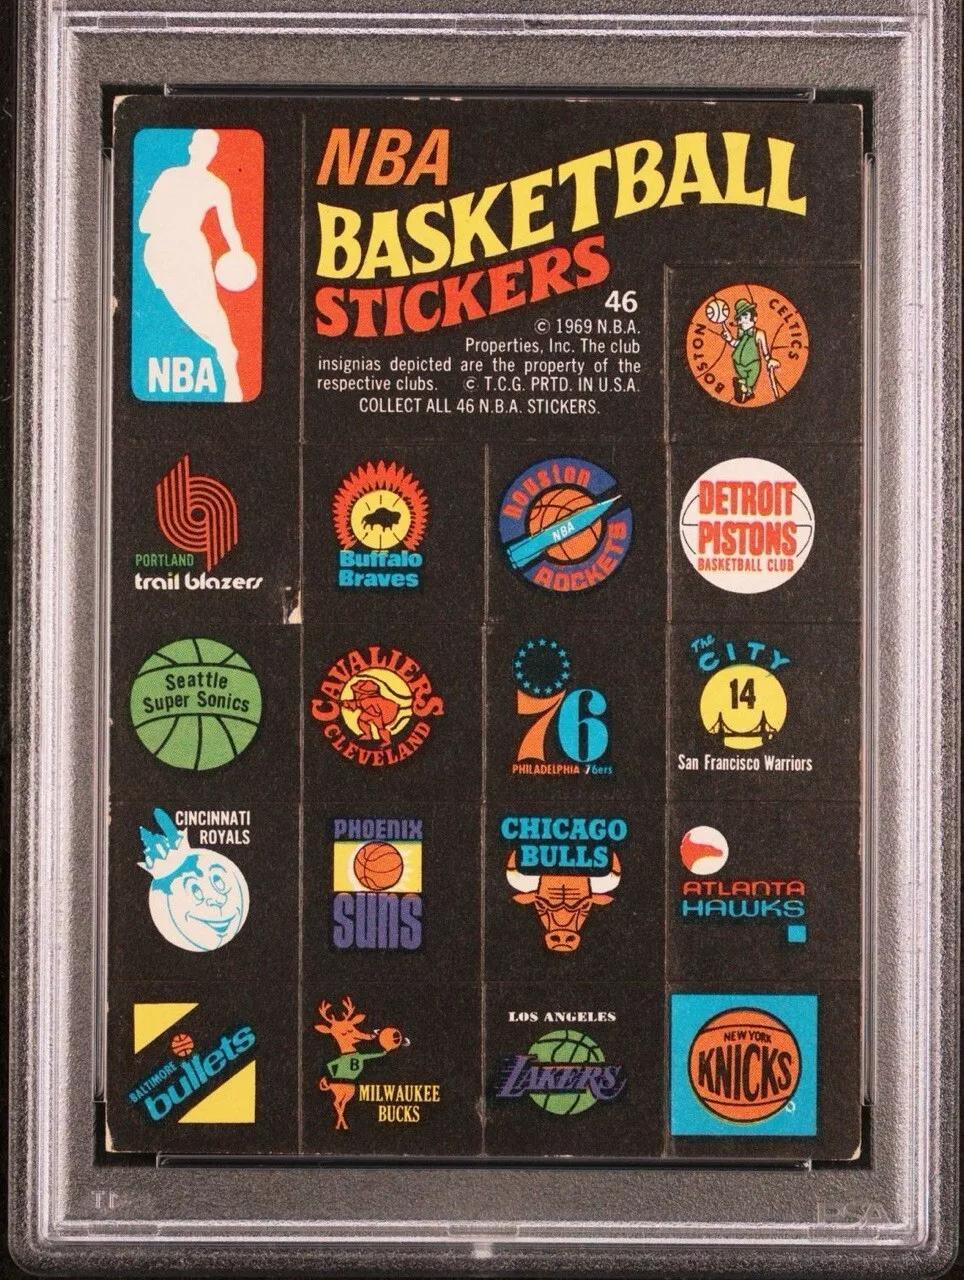 NBA
NBA
BASKETBALL
STICKERS
46
© 1969 N.B.A.
Properties, Inc. The club
insignias depicted are the property of the
respective clubs. © T.C.G. PRTD. IN U.S.A.
COLLECT ALL 46 N.B.A. STICKERS.
BOSTON CELTICS
PORTLAND
trail blazers
Buffalo
Braves
Houston
NBA
ROCKETS
DETROIT
PISTONS
BASKETBALL CLUB
Seattle
Super Sonics
CAVALIERS
CLEVELAND
76
PHILADELPHIA 76ers
The
CITY
14
San Francisco Warriors
CINCINNATI
ROYALS
PHOENIX
SUNS
CHICAGO
BULLS
ATLANTA
HAWKS
BALTIMORE
bullets
B
MILWAUKEE
BUCKS
LOS ANGELES
LAKERS
NEW YORK
KNICKS
PSA